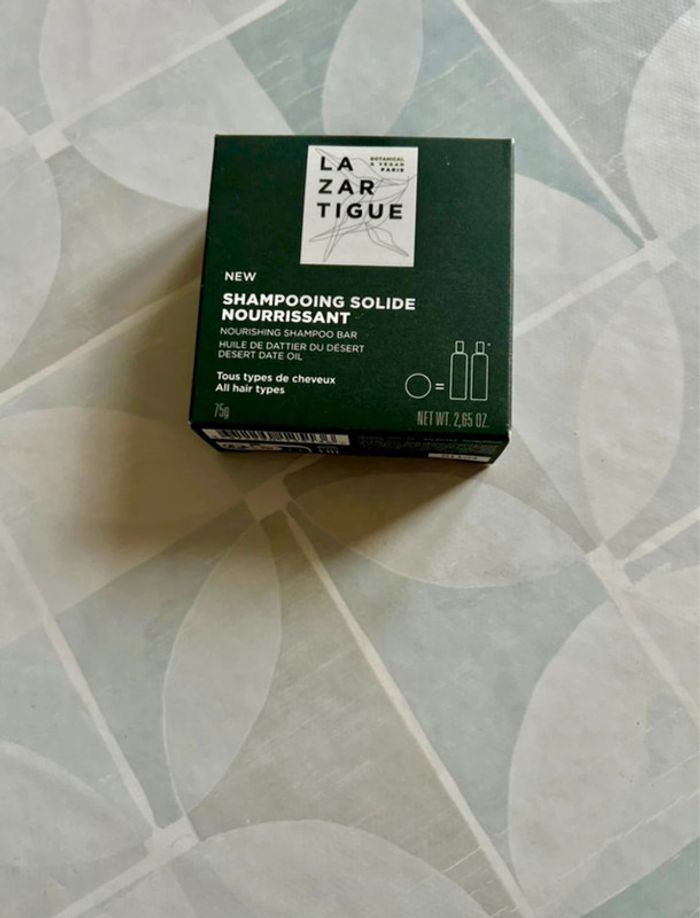 LA
ZAR
TIGUE
BOTANICAL
& VEGAN
PARIS
NEW
SHAMPOOING SOLIDE
NOURRISSANT
NOURISHING SHAMPOO BAR
HUILE DE DATTIER DU DÉSERT
DESERT DATE OIL
Tous types de cheveux
All hair types
=
75g
NET WT. 2,65 OZ.